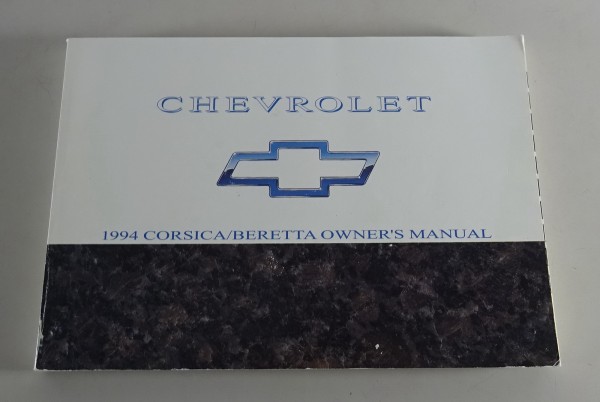 CHEVROLET
1994 CORSICA/BERETTA OWNER'S MANUAL